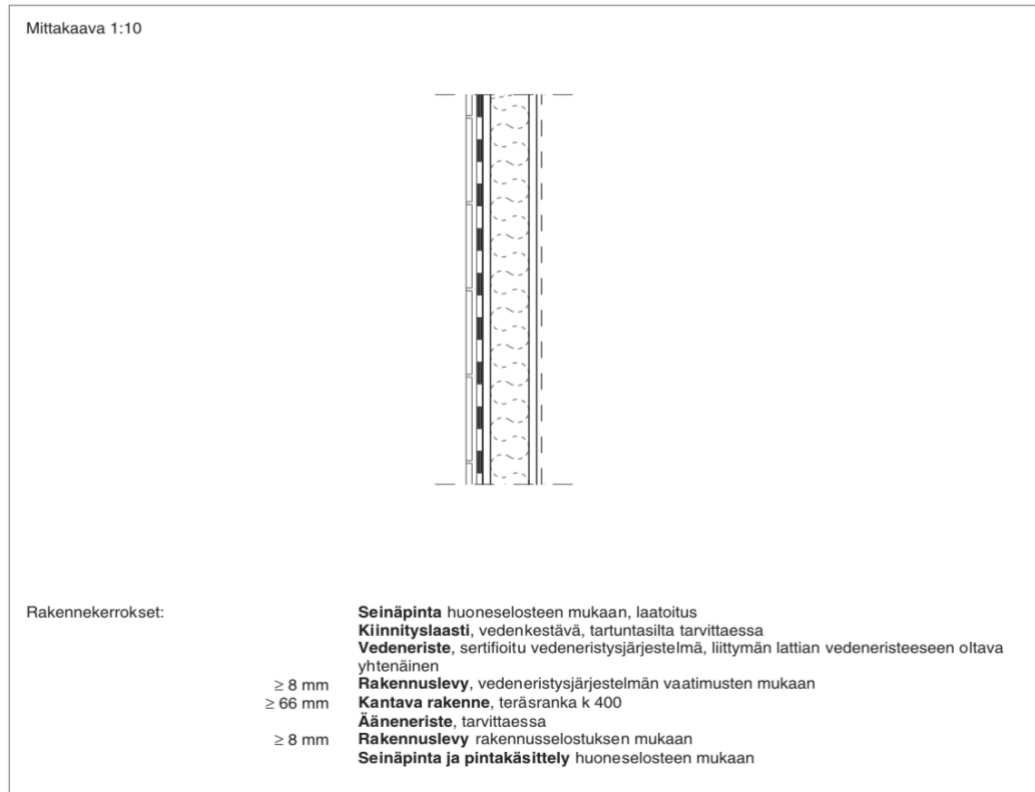 Mittakaava 1:10
Rakennekerrokset:
Seinäpinta huoneselosteen mukaan, laatoitus
Kiinnityslaasti, vedenkestävä, tartuntasilta tarvittaessa
Vedeneriste, sertifioitu vedeneristysjärjestelmä, liittymän lattian vedeneristeeseen oltava
yhtenäinen
≥ 8 mm Rakennuslevy, vedeneristysjärjestelmän vaatimusten mukaan
≥ 66 mm Kantava rakenne, teräsranka k 400
Ääneneriste, tarvittaessa
≥ 8 mm Rakennuslevy rakennusselostuksen mukaan
Seinäpinta ja pintakäsittely huoneselosteen mukaan